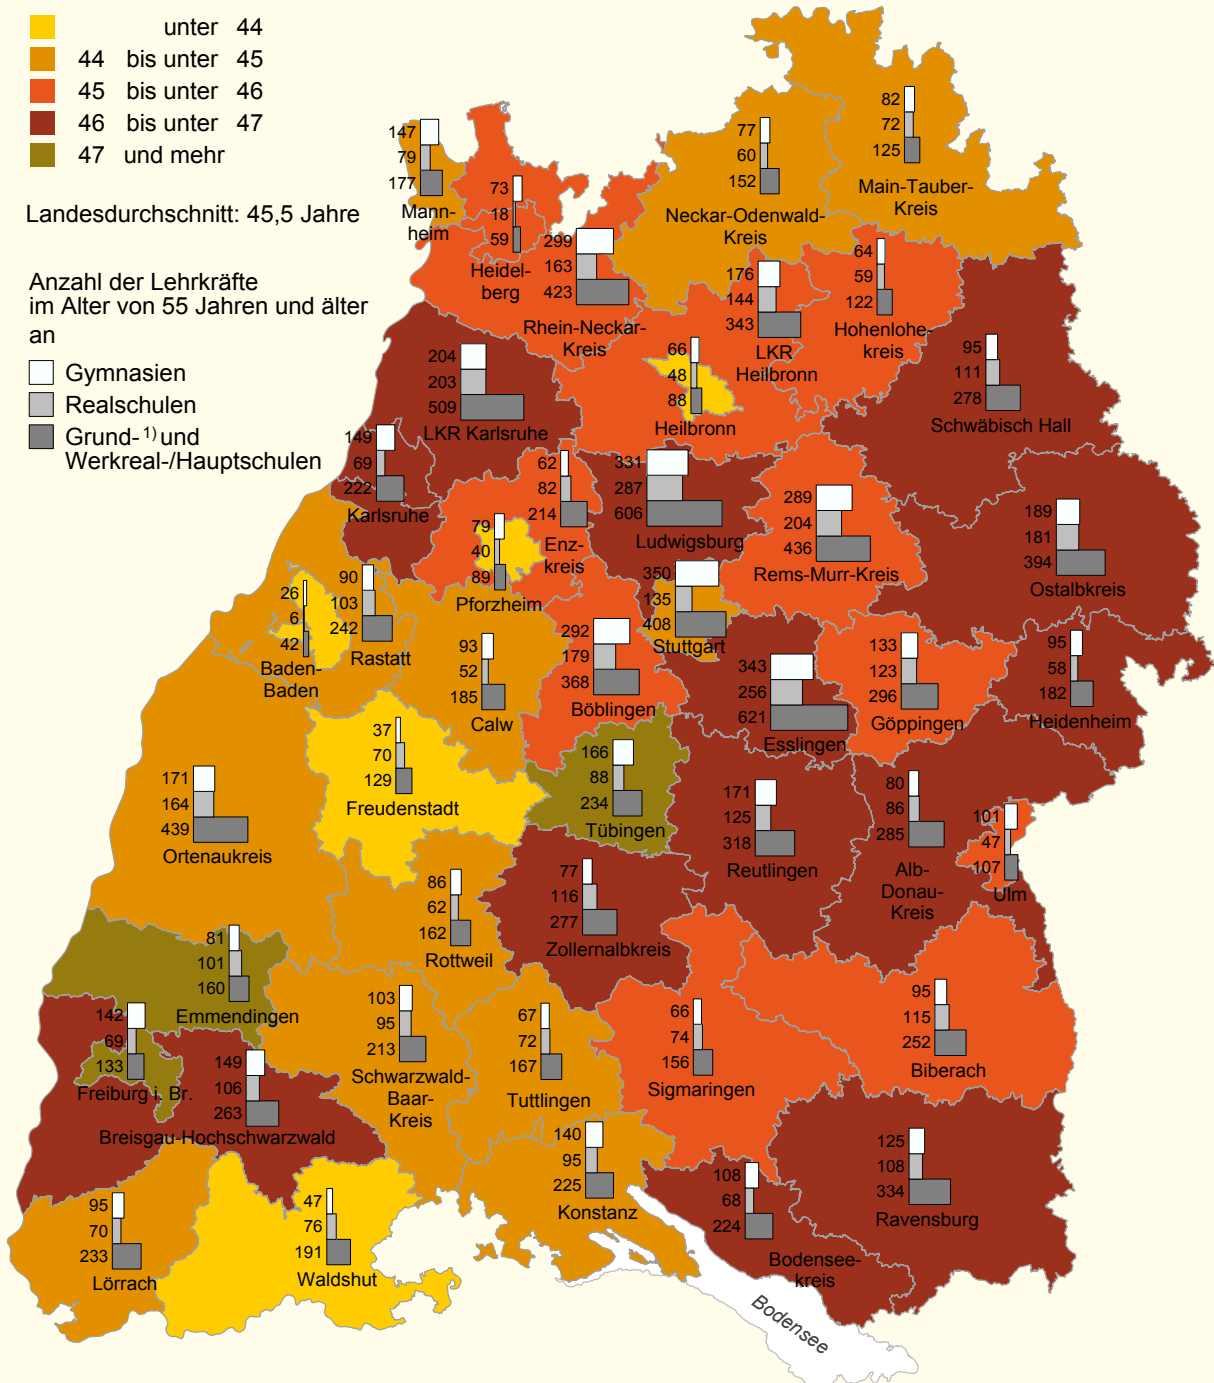 unter 44
44 bis unter 45
45 bis unter 46
46 bis unter 47
47 und mehr
Landesdurchschnitt: 45,5 Jahre
Anzahl der Lehrkräfte
im Alter von 55 Jahren und älter
an
Gymnasien
Realschulen
Grund- 1) und
Werkreal-/Hauptschulen
82
72
125
Main-Tauber-
Kreis
77
60
152
Neckar-Odenwald-
Kreis
147
79
177
Mann-
heim
73
18
59
Heidel-
berg
299
163
423
Rhein-Neckar-
Kreis
176
144
343
LKR
Heilbronn
64
59
122
Hohenlohe-
kreis
66
48
88
Heilbronn
95
111
278
Schwäbisch Hall
204
203
509
LKR Karlsruhe
149
69
222
Karlsruhe
62
82
214
Enz-
kreis
79
40
89
Pforzheim
331
287
606
Ludwigsburg
289
204
436
Rems-Murr-Kreis
189
181
394
Ostalbkreis
26
6
42
Baden-
Baden
90
103
242
Rastatt
93
52
185
Calw
292
179
368
Böblingen
350
135
408
Stuttgart
343
256
621
Esslingen
133
123
296
Göppingen
95
58
182
Heidenheim
37
70
129
Freudenstadt
166
88
234
Tübingen
171
125
318
Reutlingen
80
86
285
Alb-
Donau-
Kreis
101
47
107
Ulm
171
164
439
Ortenaukreis
86
62
162
Rottweil
77
116
277
Zollernalbkreis
81
101
160
Emmendingen
142
69
133
Freiburg i. Br.
149
106
263
Breisgau-Hochschwarzwald
103
95
213
Schwarzwald-
Baar-
Kreis
67
72
167
Tuttlingen
66
74
156
Sigmaringen
95
115
252
Biberach
95
70
233
Lörrach
47
76
191
Waldshut
140
95
225
Konstanz
108
68
224
Bodensee-
kreis
125
108
334
Ravensburg
Bodensee